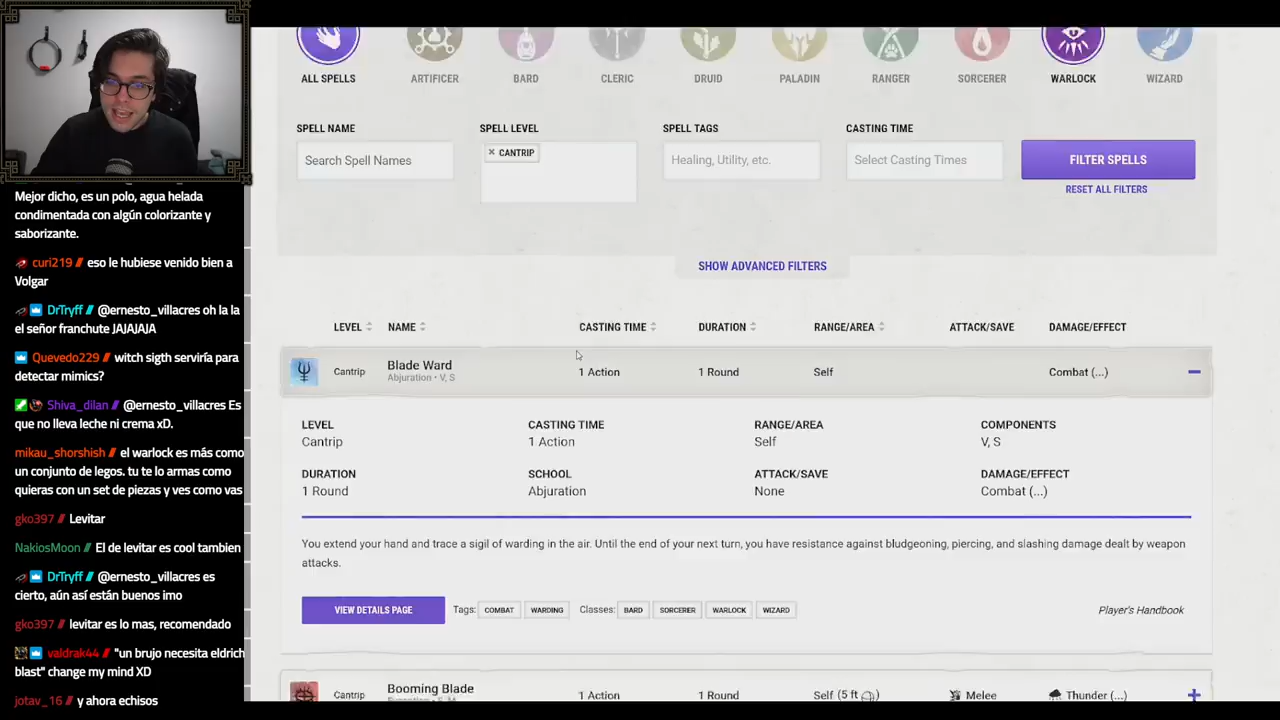 Mejor dicho, es un polo, agua helada
condimentada con algún colorizante y
saborizante.
curi219 // eso le hubiese venido bien a
Volgar
DrTryff // @ernesto_villacres oh la la
el señor franchute JAJAJAJA
Quevedo229 // witch sigth serviría para
detectar mimics?
Shiva_dilan // @ernesto_villacres Es
que no lleva leche ni crema xD.
mikau_shorshish // el warlock es más como
un conjunto de legos. tu te lo armas como
quieras con un set de piezas y ves como vas
gko397 // Levitar
NakiosMoon // El de levitar es cool tambien
DrTryff // @ernesto_villacres es
cierto, aún así están buenos imo
gko397 // levitar es lo mas, recomendado
valdrak44 // "un brujo necesita eldrich
blast" change my mind XD
jotav_16 // y ahora echisos
ALL SPELLS ARTIFICER BARD CLERIC DRUID PALADIN RANGER SORCERER WARLOCK WIZARD
SPELL NAME SPELL LEVEL SPELL TAGS CASTING TIME
Search Spell Names × CANTRIP Healing, Utility, etc. Select Casting Times FILTER SPELLS
RESET ALL FILTERS
SHOW ADVANCED FILTERS
LEVEL NAME CASTING TIME DURATION RANGE/AREA ATTACK/SAVE DAMAGE/EFFECT
Cantrip Blade Ward 1 Action 1 Round Self Combat (...)
Abjuration • V, S
LEVEL CASTING TIME RANGE/AREA COMPONENTS
Cantrip 1 Action Self V, S
DURATION SCHOOL ATTACK/SAVE DAMAGE/EFFECT
1 Round Abjuration None Combat (...)
You extend your hand and trace a sigil of warding in the air. Until the end of your next turn, you have resistance against bludgeoning, piercing, and slashing damage dealt by weapon
attacks.
VIEW DETAILS PAGE Tags: COMBAT WARDING Classes: BARD SORCERER WARLOCK WIZARD Player's Handbook
Cantrip Booming Blade 1 Action 1 Round Self (5 ft) Melee Thunder (...)